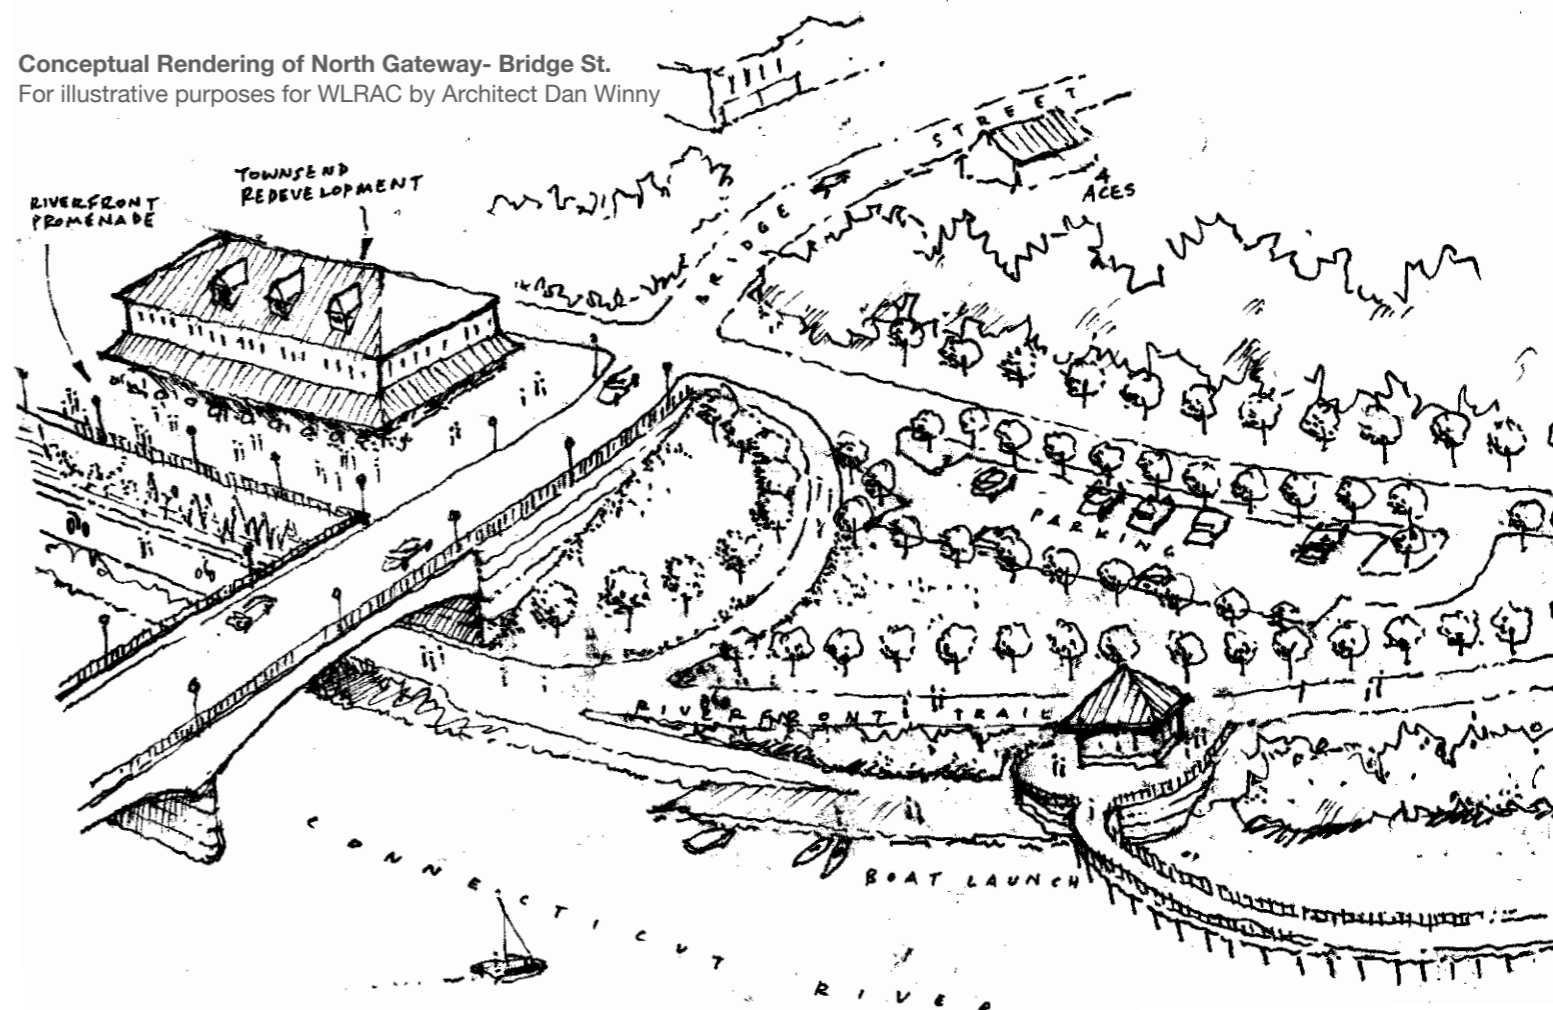 Conceptual Rendering of North Gateway- Bridge St.
For illustrative purposes for WLRAC by Architect Dan Winny
TOWNSEND
REDEVELOPMENT
RIVERFRONT
PROMENADE
BRIDGE STREET
4
ACES
PARKING
RIVERFRONT TRAIL
BOAT LAUNCH
CONNECTICUT RIVER